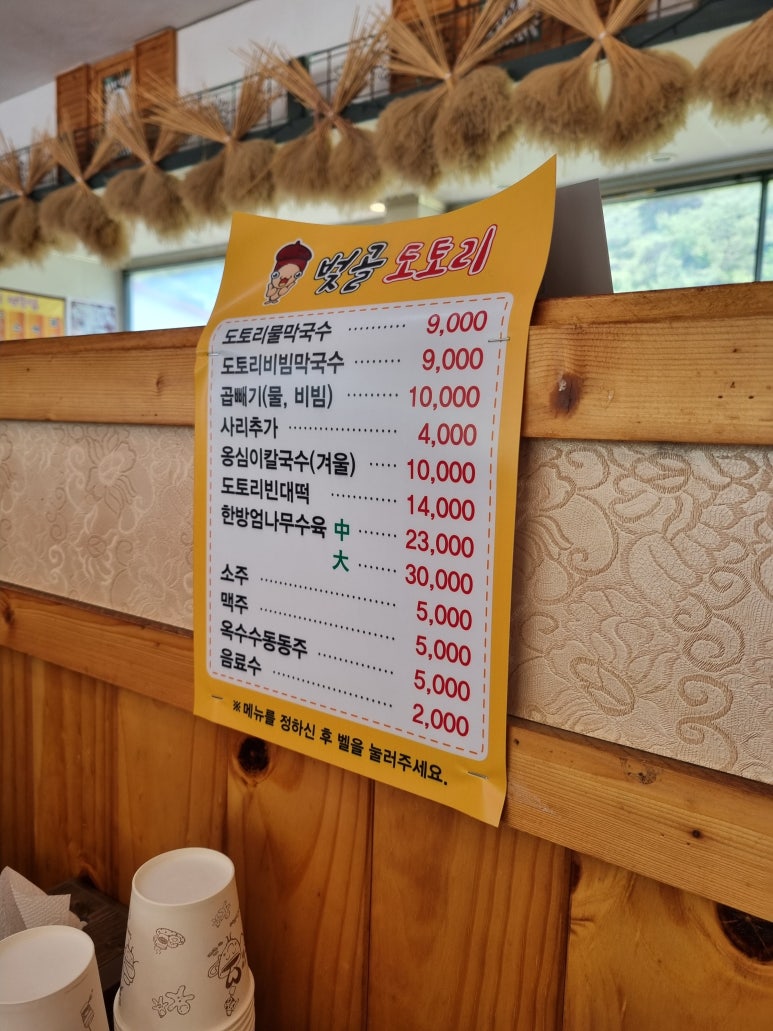 벚골 토토리
도토리물막국수 ·········· 9,000
도토리비빔막국수 ········ 9,000
곱빼기(물, 비빔) ········· 10,000
사리추가 ···················· 4,000
옹심이칼국수(겨울) ····· 10,000
도토리빈대떡 ············ 14,000
한방엄나무수육 中 ······· 23,000
大 ······· 30,000
소주 ························ 5,000
맥주 ························ 5,000
옥수수동동주 ············· 5,000
음료수 ······················ 2,000
※메뉴를 정하신 후 벨을 눌러주세요.